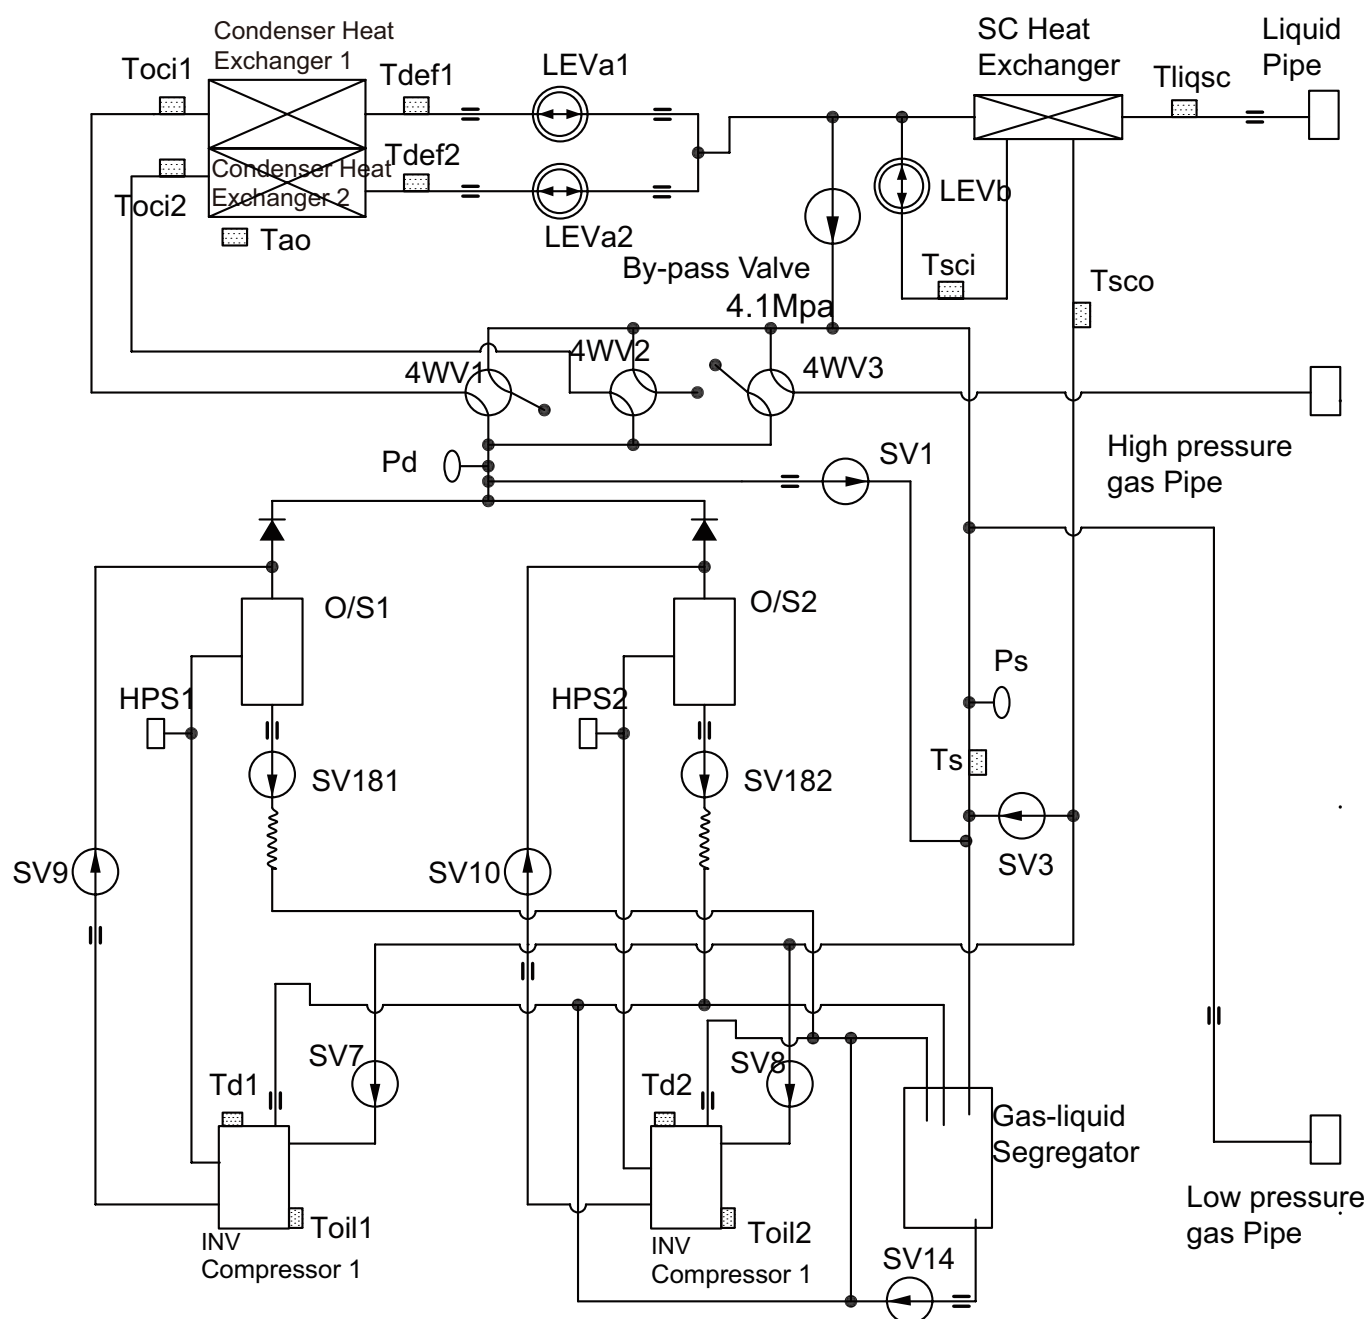 Condenser Heat
Exchanger 1
SC Heat
Exchanger
Liquid
Pipe
Toci1
Tdef1
LEVa1
Tliqsc
Condenser Heat
Exchanger 2
Toci2
Tdef2
LEVa2
LEVb
Tao
By-pass Valve
4.1Mpa
Tsci
Tsco
4WV1
4WV2
4WV3
Pd
SV1
High pressure
gas Pipe
O/S1
O/S2
HPS1
HPS2
Ps
Ts
SV181
SV182
SV9
SV10
SV3
SV7
SV8
Td1
Td2
Gas-liquid
Segregator
Toil1
Toil2
INV
Compressor 1
INV
Compressor 1
SV14
Low pressure
gas Pipe